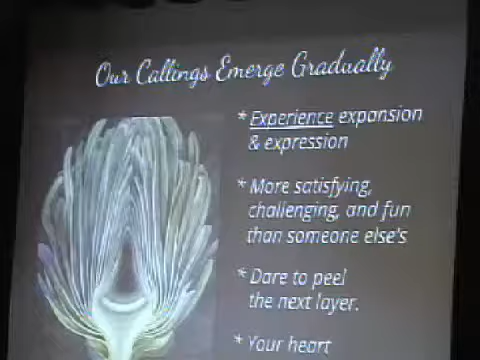 Our Callings Emerge Gradually
* Experience expansion
& expression
* More satisfying,
challenging, and fun
than someone else's
* Dare to peel
the next layer.
* Your heart